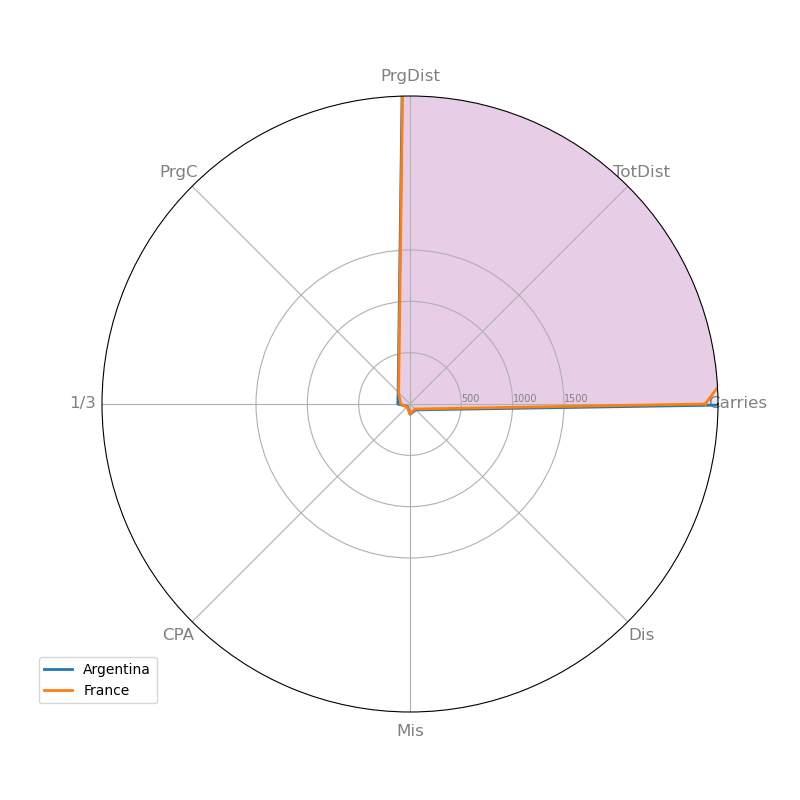 PrgDist
PrgC
TotDist
1/3
500
1000
1500
Carries
CPA
Dis
Mis
Argentina
France